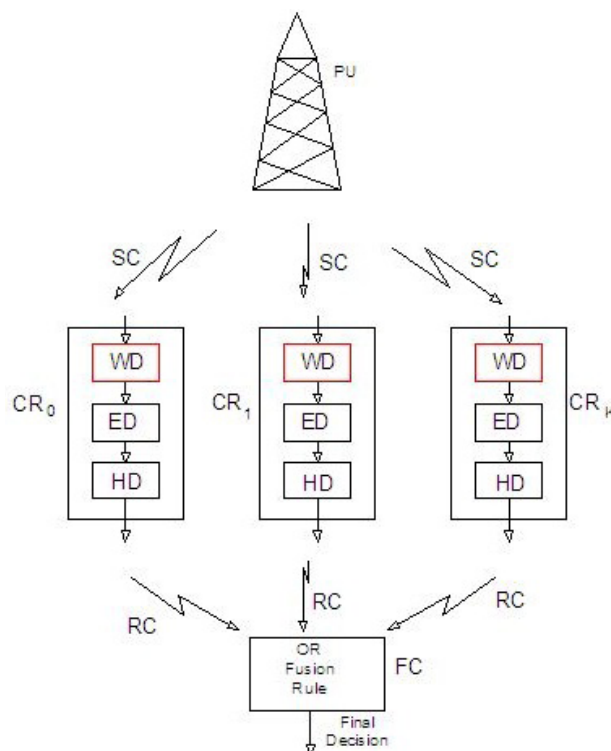 PU
SC
SC
SC
WD
WD
WD
CR0
ED
CR1
ED
CRK
ED
HD
HD
HD
RC
RC
RC
OR
Fusion
Rule
FC
Final
Decision